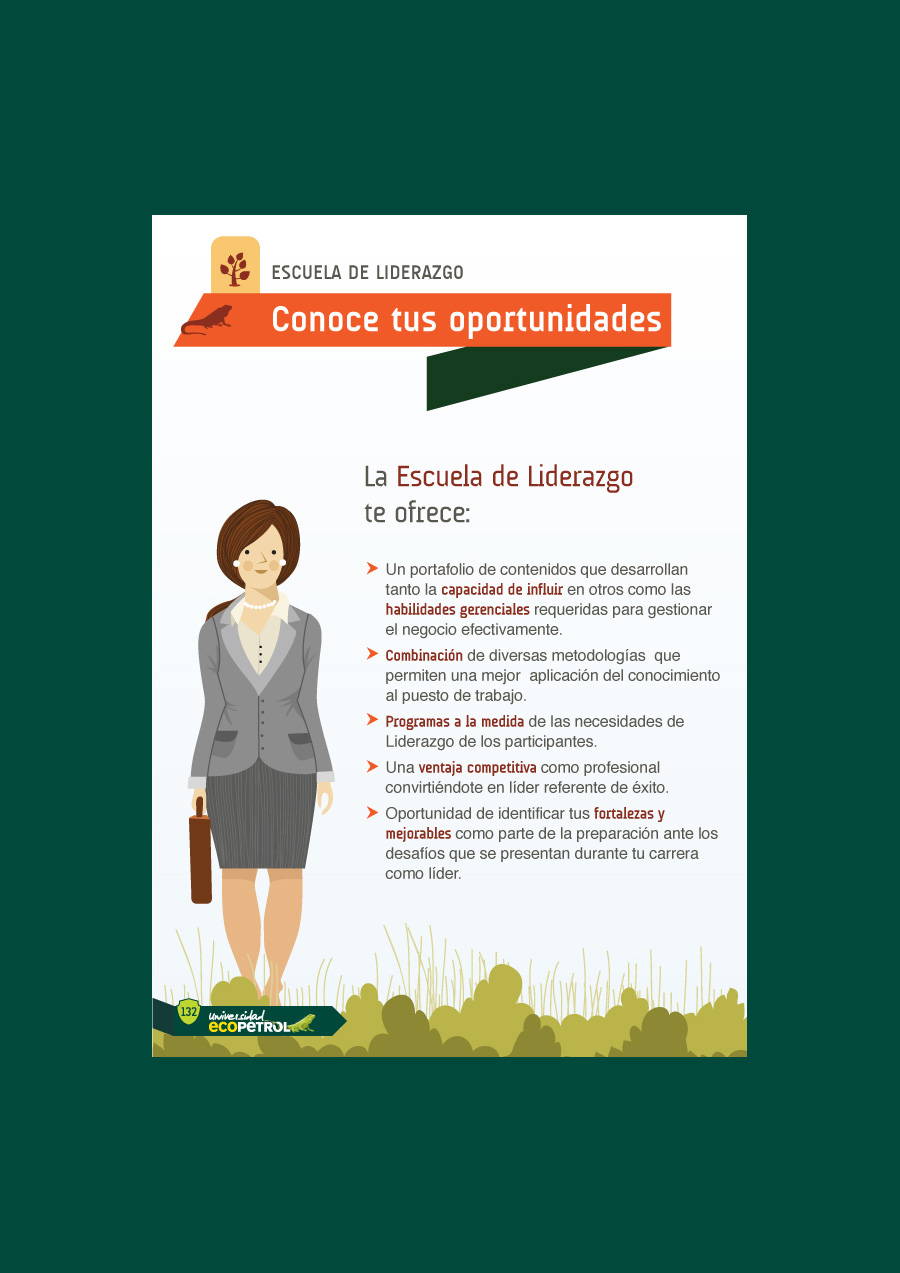 ESCUELA DE LIDERAZGO
Conoce tus oportunidades
La Escuela de Liderazgo
te ofrece:
Un portafolio de contenidos que desarrollan
tanto la capacidad de influir en otros como las
habilidades gerenciales requeridas para gestionar
el negocio efectivamente.
Combinación de diversas metodologías que
permiten una mejor aplicación del conocimiento
al puesto de trabajo.
Programas a la medida de las necesidades de
Liderazgo de los participantes.
Una ventaja competitiva como profesional
convirtiéndote en líder referente de éxito.
Oportunidad de identificar tus fortalezas y
mejorables como parte de la preparación ante los
desafíos que se presentan durante tu carrera
como líder.
132
universidad
ECOPETROL